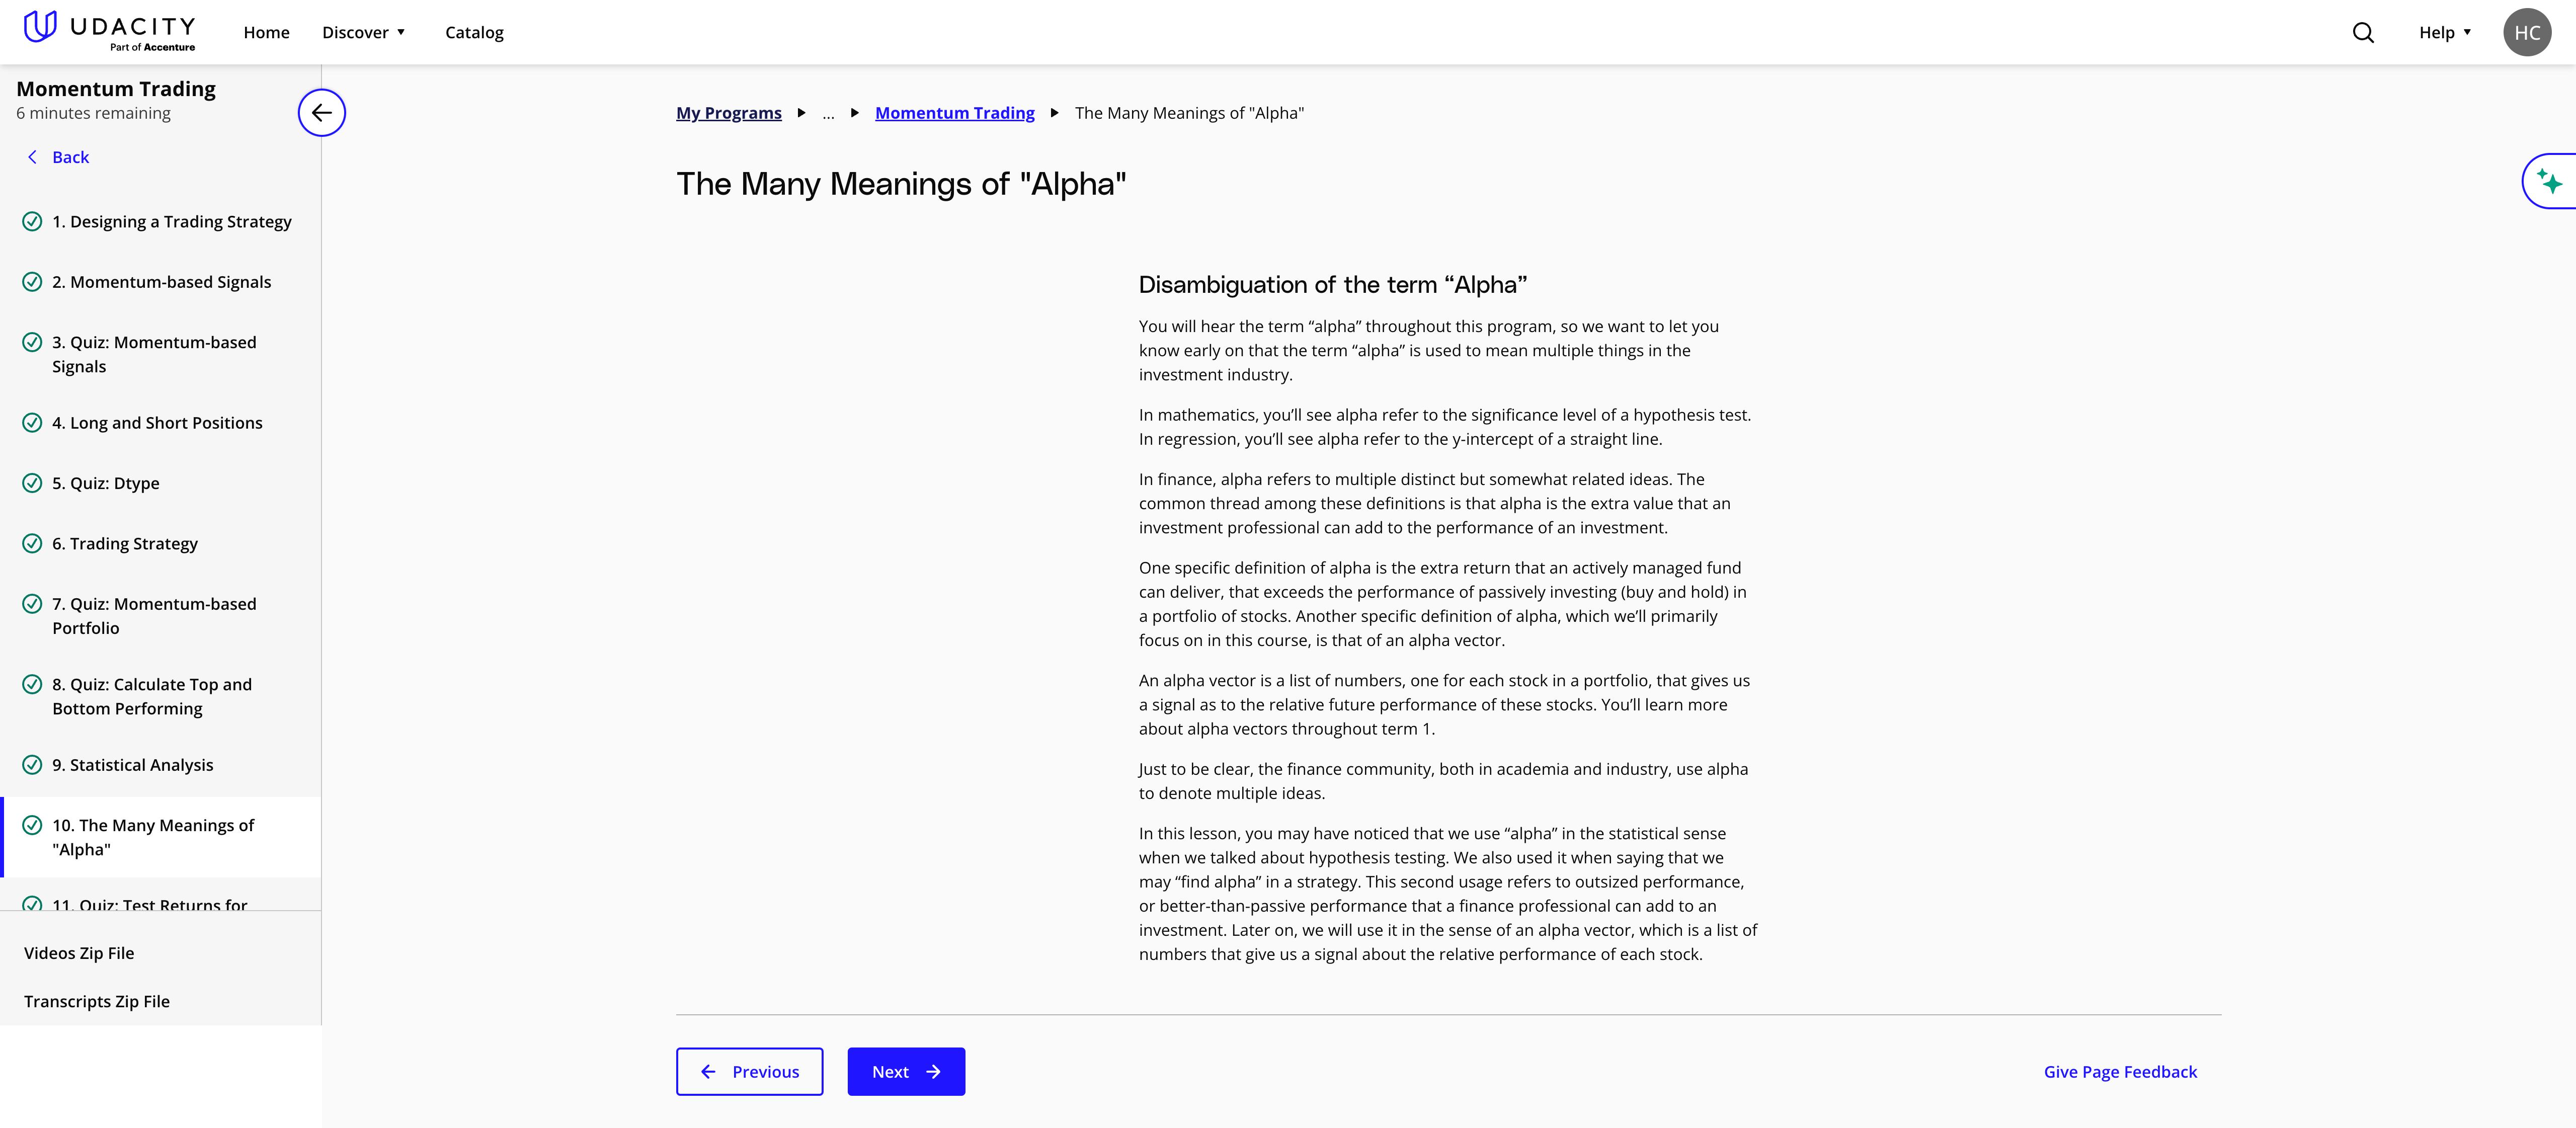 UDACITY
Part of Accenture
Home
Discover
Catalog
Help
HC
Momentum Trading
6 minutes remaining
Back
1. Designing a Trading Strategy
2. Momentum-based Signals
3. Quiz: Momentum-based
Signals
4. Long and Short Positions
5. Quiz: Dtype
6. Trading Strategy
7. Quiz: Momentum-based
Portfolio
8. Quiz: Calculate Top and
Bottom Performing
9. Statistical Analysis
10. The Many Meanings of
"Alpha"
11. Quiz: Test Returns for
Videos Zip File
Transcripts Zip File
My Programs ... Momentum Trading The Many Meanings of "Alpha"
The Many Meanings of "Alpha"
Disambiguation of the term “Alpha”
You will hear the term “alpha” throughout this program, so we want to let you
know early on that the term “alpha” is used to mean multiple things in the
investment industry.
In mathematics, you’ll see alpha refer to the significance level of a hypothesis test.
In regression, you’ll see alpha refer to the y-intercept of a straight line.
In finance, alpha refers to multiple distinct but somewhat related ideas. The
common thread among these definitions is that alpha is the extra value that an
investment professional can add to the performance of an investment.
One specific definition of alpha is the extra return that an actively managed fund
can deliver, that exceeds the performance of passively investing (buy and hold) in
a portfolio of stocks. Another specific definition of alpha, which we’ll primarily
focus on in this course, is that of an alpha vector.
An alpha vector is a list of numbers, one for each stock in a portfolio, that gives us
a signal as to the relative future performance of these stocks. You’ll learn more
about alpha vectors throughout term 1.
Just to be clear, the finance community, both in academia and industry, use alpha
to denote multiple ideas.
In this lesson, you may have noticed that we use “alpha” in the statistical sense
when we talked about hypothesis testing. We also used it when saying that we
may “find alpha” in a strategy. This second usage refers to outsized performance,
or better-than-passive performance that a finance professional can add to an
investment. Later on, we will use it in the sense of an alpha vector, which is a list of
numbers that give us a signal about the relative performance of each stock.
Previous
Next
Give Page Feedback